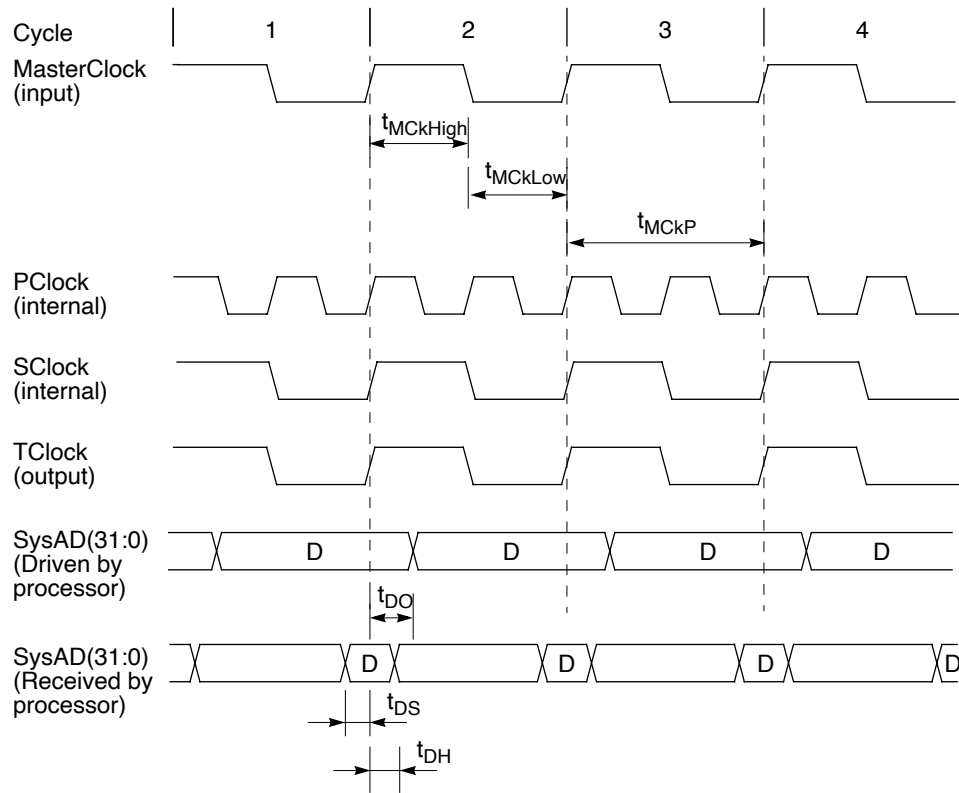 Cycle 1 2 3 4
MasterClock
(input)
tMCkHigh
tMCkLow
tMCkP
PClock
(internal)
SClock
(internal)
TClock
(output)
SysAD(31:0)
(Driven by
processor)
D D D D
tDO
SysAD(31:0)
(Received by
processor)
D D D D
tDS
tDH